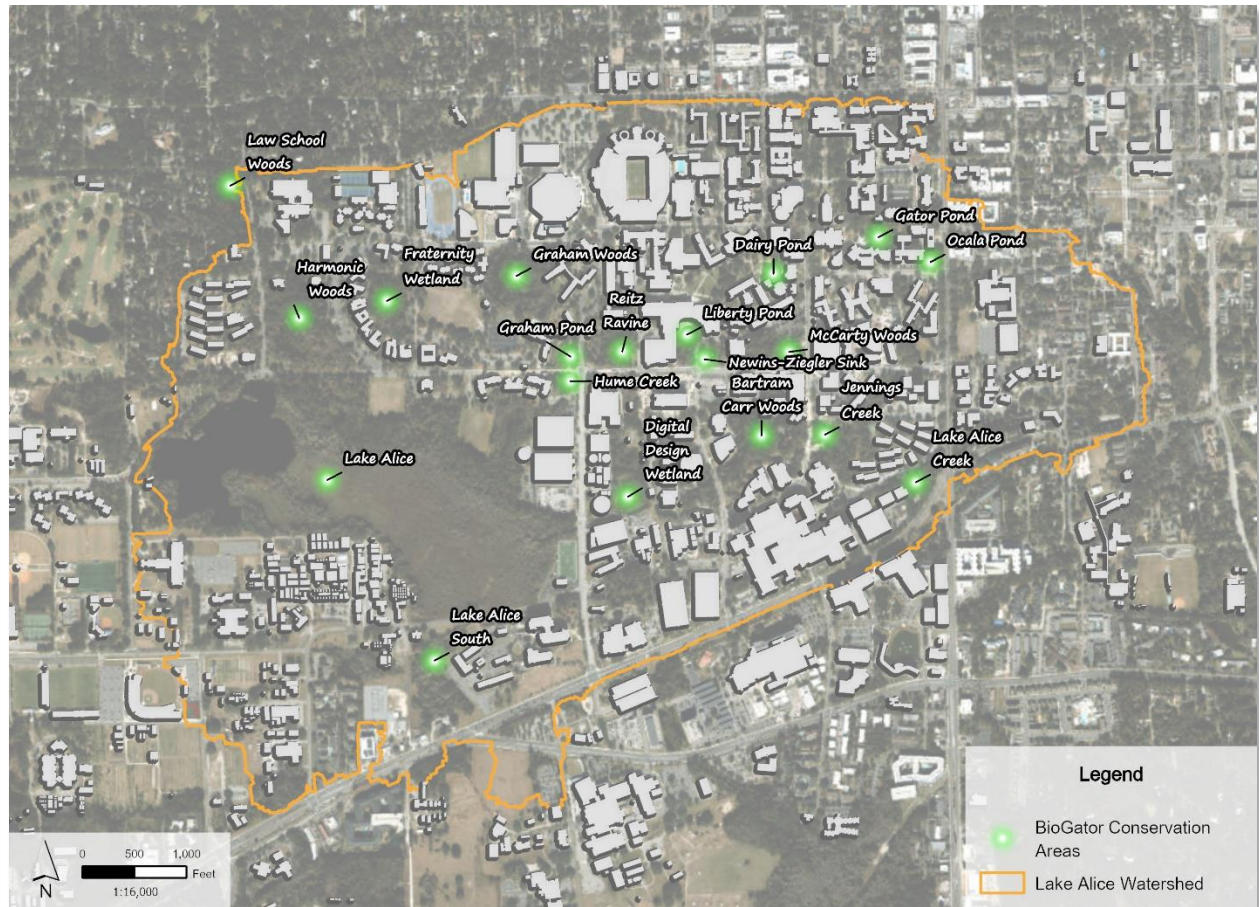 Law School
Woods
Gator Pond
Fraternity
Wetland
Graham Woods
Dairy Pond
Ocala Pond
Harmonic
Woods
Reitz
Ravine
Graham Pond
Liberty Pond
McCarty Woods
Newins-Ziegler Sink
Hume Creek
Bartram
Carr Woods
Jennings
Creek
Digital
Design
Wetland
Lake Alice
Creek
Lake Alice
Lake Alice
South
Legend
BioGator Conservation
Areas
Lake Alice Watershed
N
0 500 1,000
Feet
1:16,000